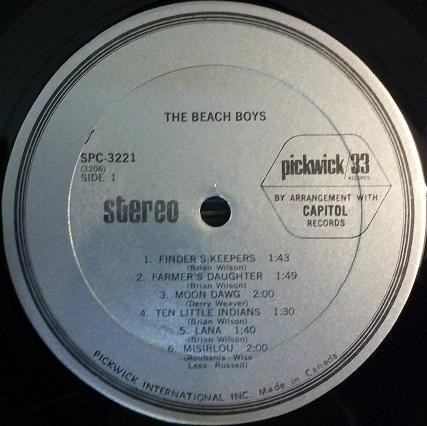 THE BEACH BOYS
SPC-3221
(3206)
SIDE 1
stereo
pickwick/33
RECORDS
BY ARRANGEMENT WITH
CAPITOL
RECORDS
1. FINDER'S KEEPERS 1:43
(Brian Wilson)
2. FARMER'S DAUGHTER 1:49
(Brian Wilson)
3. MOON DAWG 2:00
(Derry Weaver)
4. TEN LITTLE INDIANS 1:30
(Brian Wilson)
5. LANA 1:40
(Brian Wilson)
6. MISIRLOU 2:00
(Roubanis - Wise
Lees - Russell)
PICKWICK INTERNATIONAL INC. Made in Canada